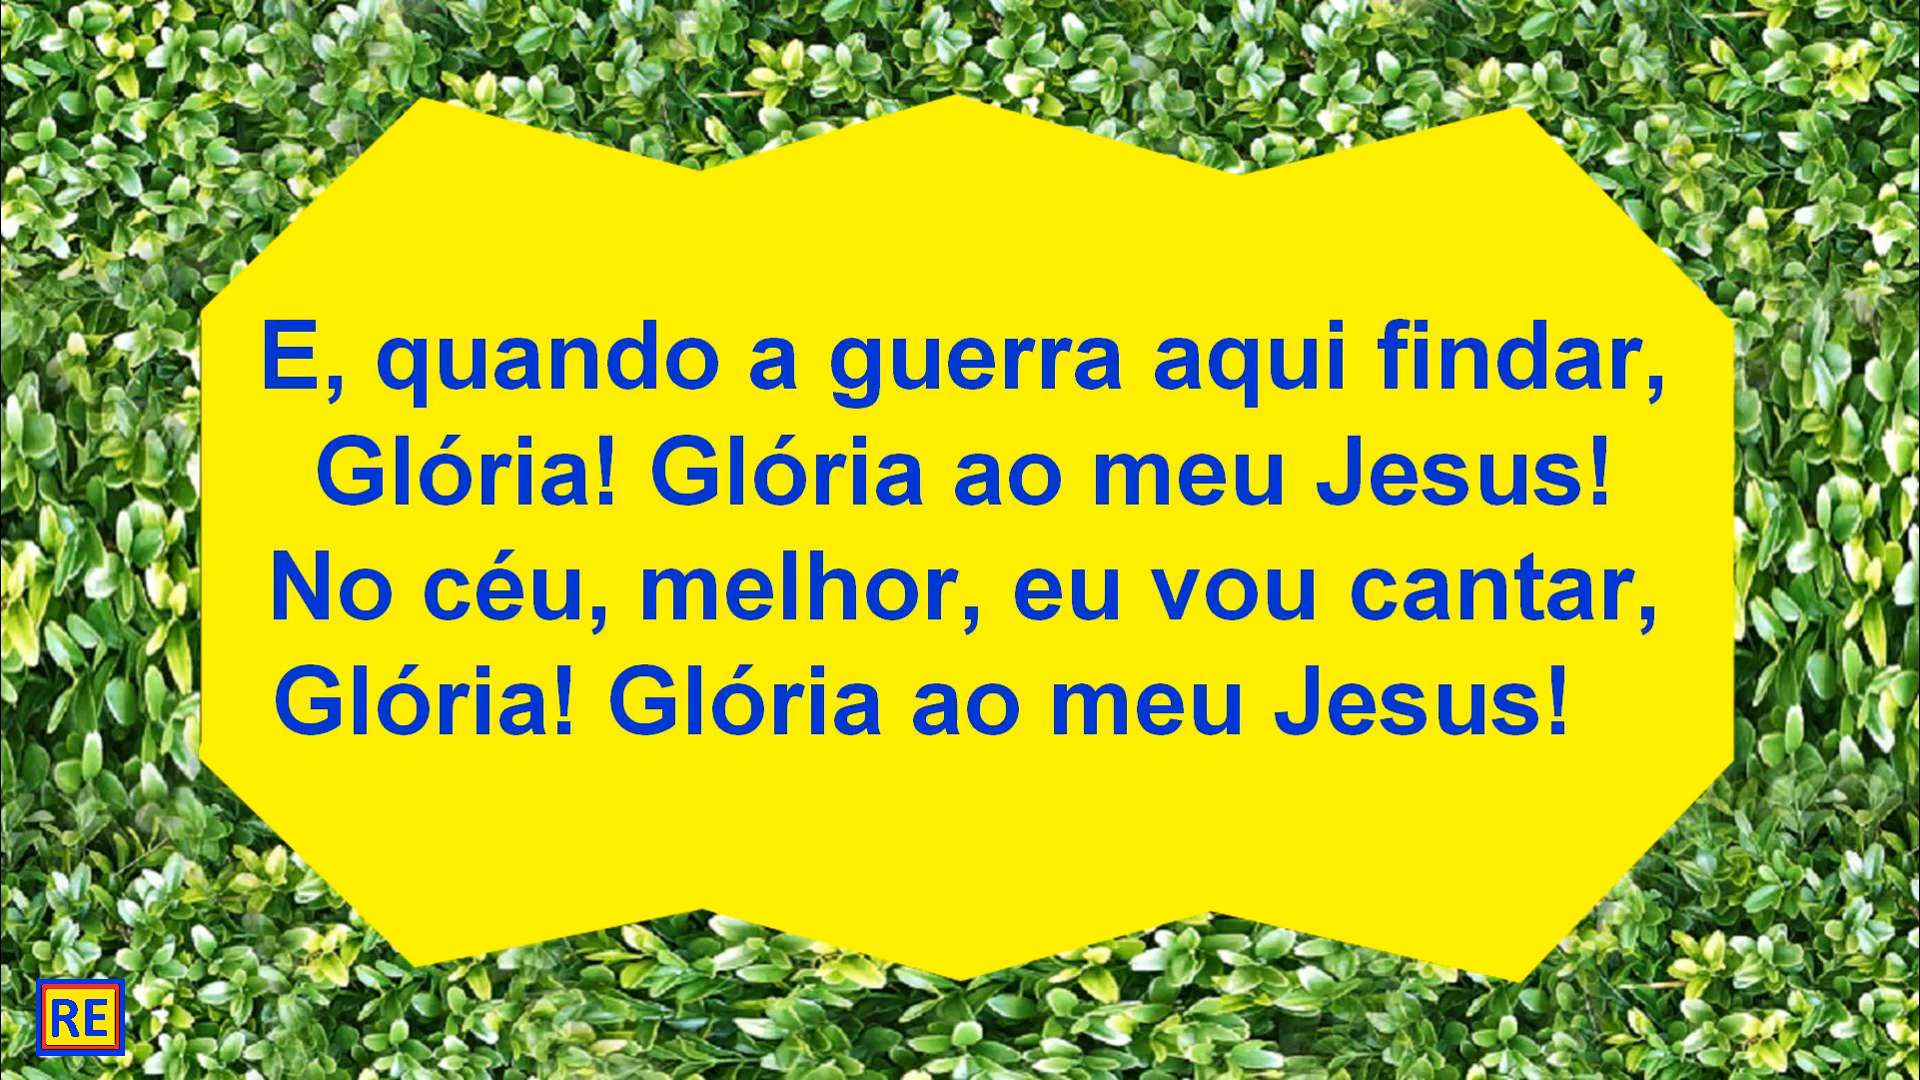 E, quando a guerra aqui findar,
Glória! Glória ao meu Jesus!
No céu, melhor, eu vou cantar,
Glória! Glória ao meu Jesus!
RE